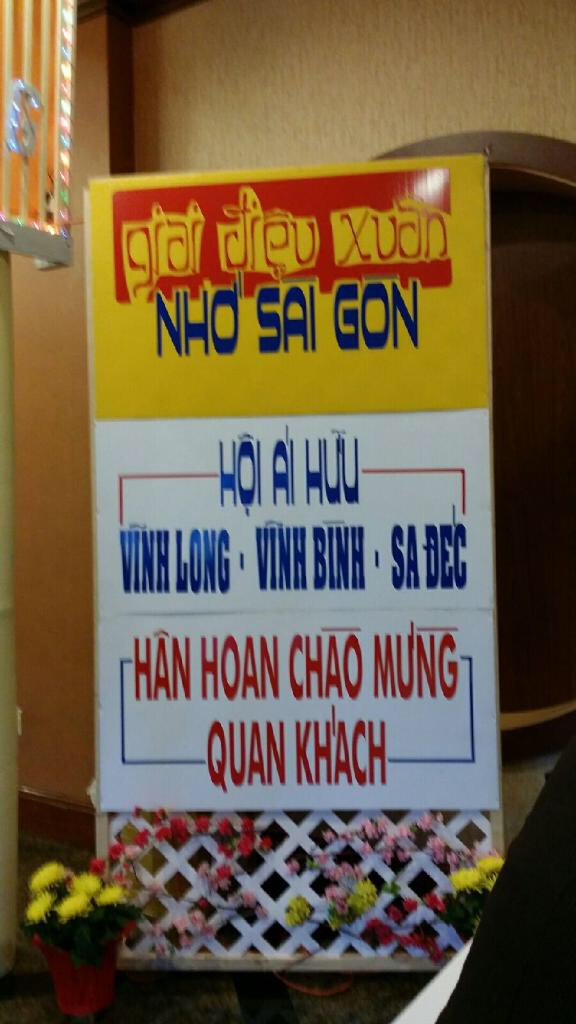 giai điệu xuân
NHỚ SÀI GÒN
HỘI ÁI HỮU
VĨNH LONG · VĨNH BÌNH · SA ĐÉC
HÂN HOAN CHÀO MỪNG
QUAN KHÁCH